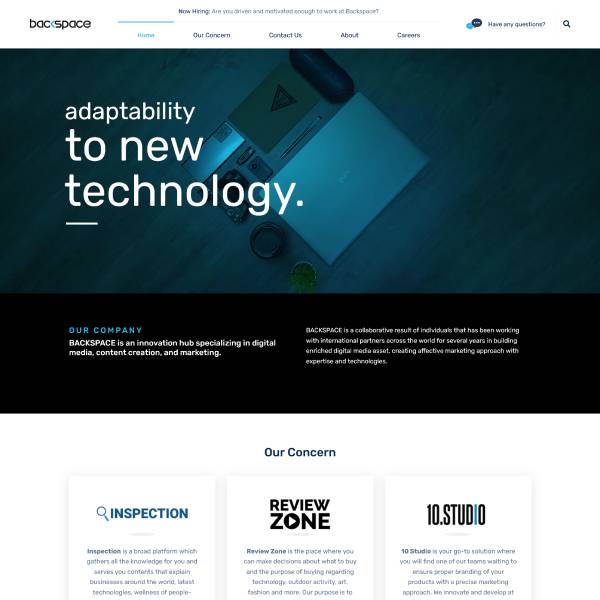 Now Hiring: Are you driven and motivated enough to work at Backspace?
backspace
Home
Our Concern
Contact Us
About
Careers
Have any questions?
adaptability
to new
technology.
OUR COMPANY
BACKSPACE is an innovation hub specializing in digital
media, content creation, and marketing.
BACKSPACE is a collaborative result of individuals that has been working
with international partners across the world for several years in building
enriched digital media asset, creating affective marketing approach with
expertise and technologies.
Our Concern
INSPECTION
Inspection is a broad platform which
gathers all the knowledge for you and
serves you contents that explain
businesses around the world, latest
technologies, wellness of people-
REVIEW
ZONE
Review Zone is the place where you
can make decisions about what to buy
and the purpose of buying regarding
technology, outdoor activity, art,
fashion and more. Our purpose is to
10.STUDIO
10 Studio is your go-to solution where
you will find one of our teams waiting to
ensure proper branding of your
products with a precise marketing
approach. We innovate and develop at